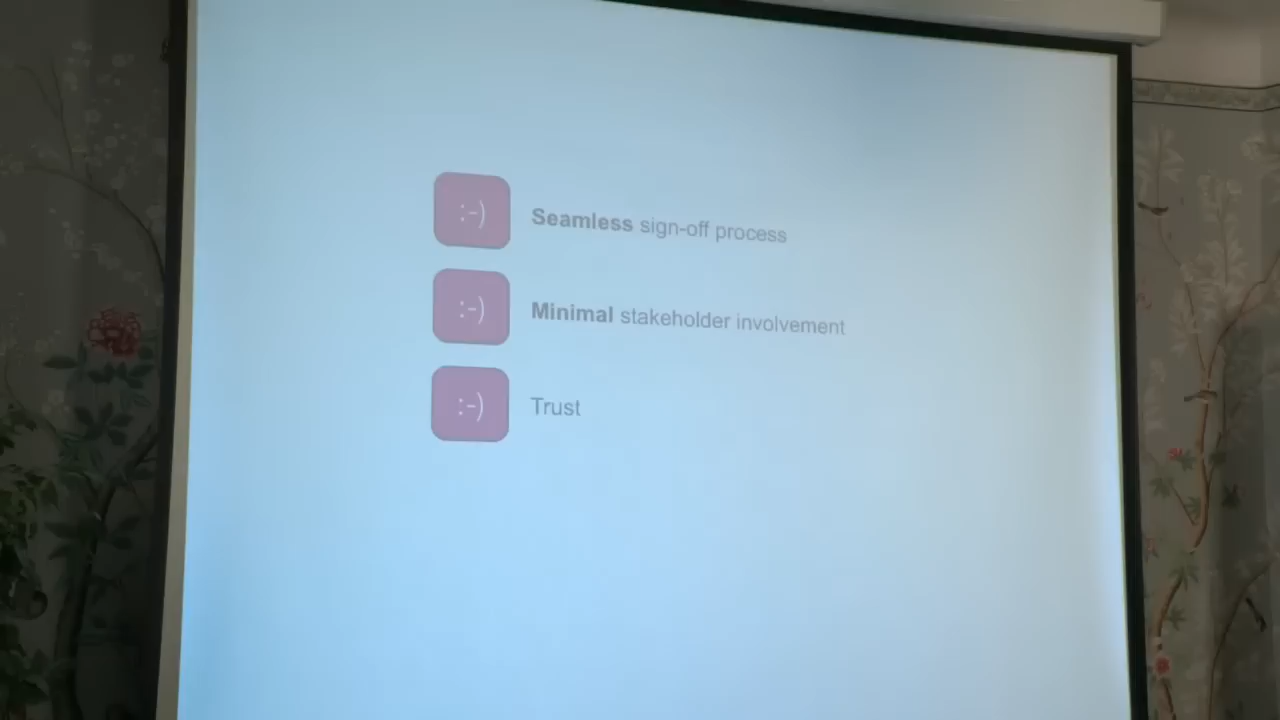 :-) Seamless sign-off process
:-) Minimal stakeholder involvement
:-) Trust